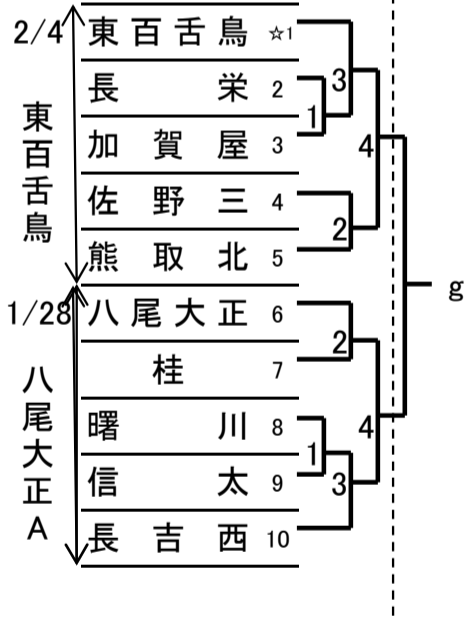 2/4
東百舌鳥
東百舌鳥 ☆1
長栄 2
加賀屋 3
佐野三 4
熊取北 5
1/28
八尾大正A
八尾大正 6
桂 7
曙川 8
信太 9
長吉西 10
3
1
4
2
2
4
1
3
g